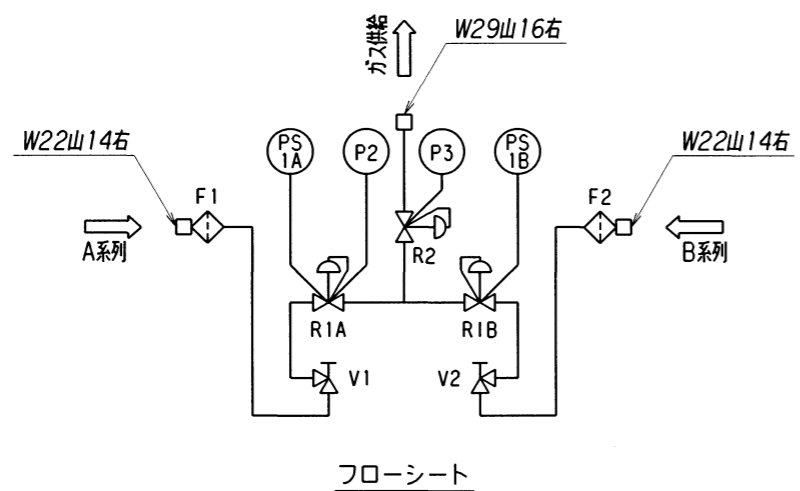 W29山16右
ガス供給
W22山14右
PS
1A
P2
P3
PS
1B
W22山14右
F1
F2
A系列
R2
B系列
R1A
R1B
V1
V2
フローシート